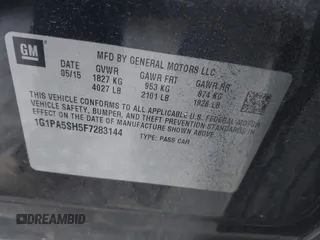 GM
MFD BY GENERAL MOTORS LLC
DATE GVWR GAWR FRT GAWR RR
05/15 1827 KG 953 KG 874 KG
4027 LB 2101 LB 1926 LB
THIS VEHICLE CONFORMS TO ALL APPLICABLE U.S. FEDERAL MOTOR
VEHICLE SAFETY, BUMPER, AND THEFT PREVENTION STANDARDS
IN EFFECT ON THE DATE OF MANUFACTURE SHOWN ABOVE.
1G1PA5SH5F7283144
TYPE: PASS CAR
©AUTOBIDMD